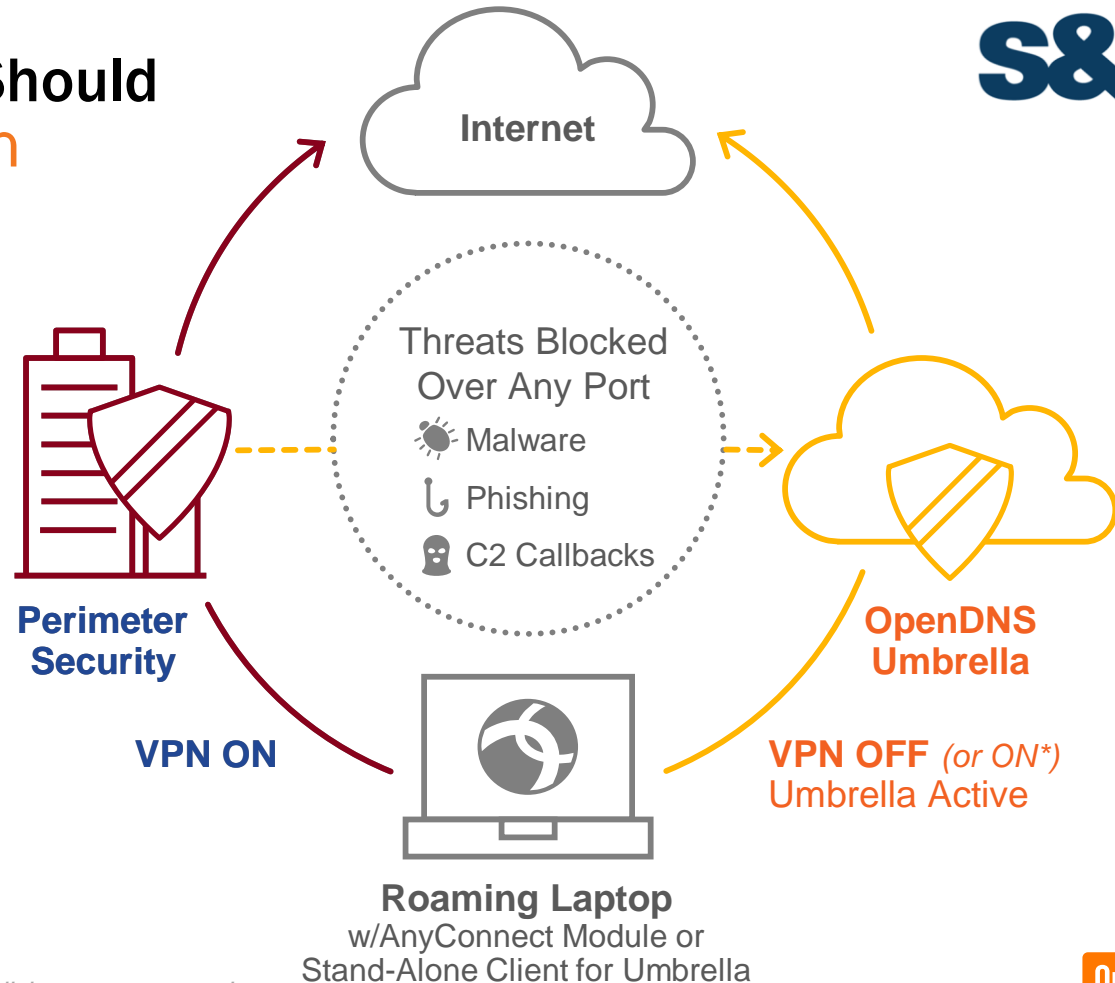 Should
S&
Internet
Threats Blocked
Over Any Port
Malware
Phishing
C2 Callbacks
Perimeter
Security
OpenDNS
Umbrella
VPN ON
VPN OFF (or ON*)
Umbrella Active
Roaming Laptop
w/AnyConnect Module or
Stand-Alone Client for Umbrella